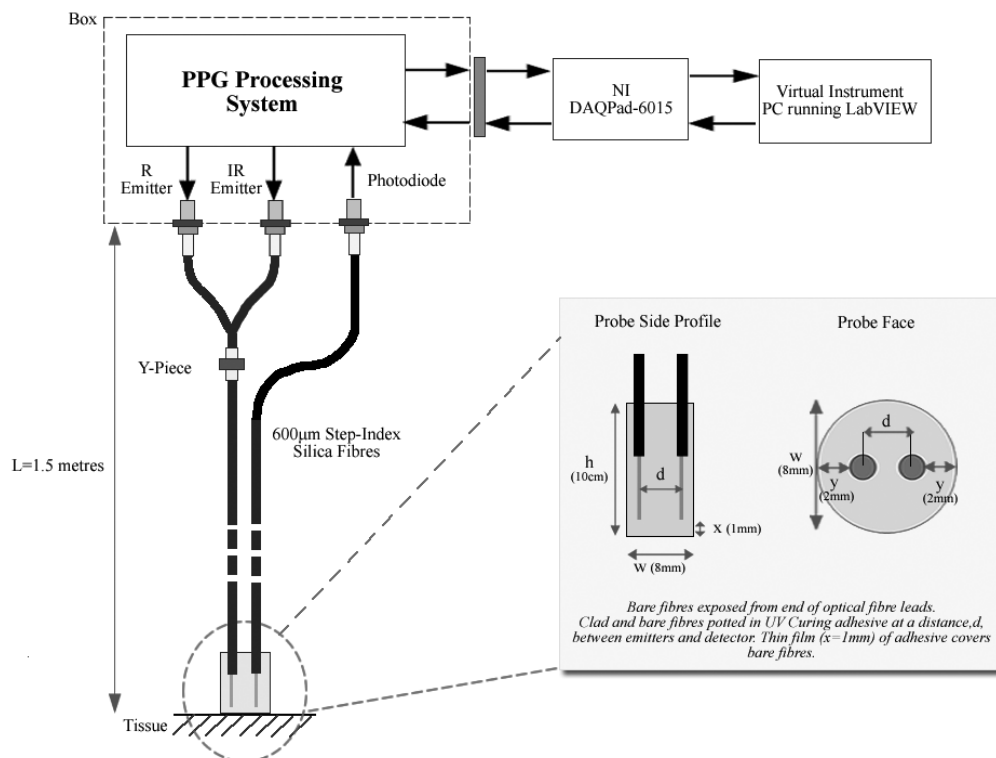 Box
PPG Processing
System
NI
DAQPad-6015
Virtual Instrument
PC running LabVIEW
R
Emitter
IR
Emitter
Photodiode
Y-Piece
600µm Step-Index
Silica Fibres
L=1.5 metres
Tissue
Probe Side Profile
Probe Face
h
(10cm)
d
x (1mm)
w (8mm)
d
w
(8mm)
y
(2mm)
y
(2mm)
Bare fibres exposed from end of optical fibre leads.
Clad and bare fibres potted in UV Curing adhesive at a distance,d,
between emitters and detector. Thin film (x=1mm) of adhesive covers
bare fibres.